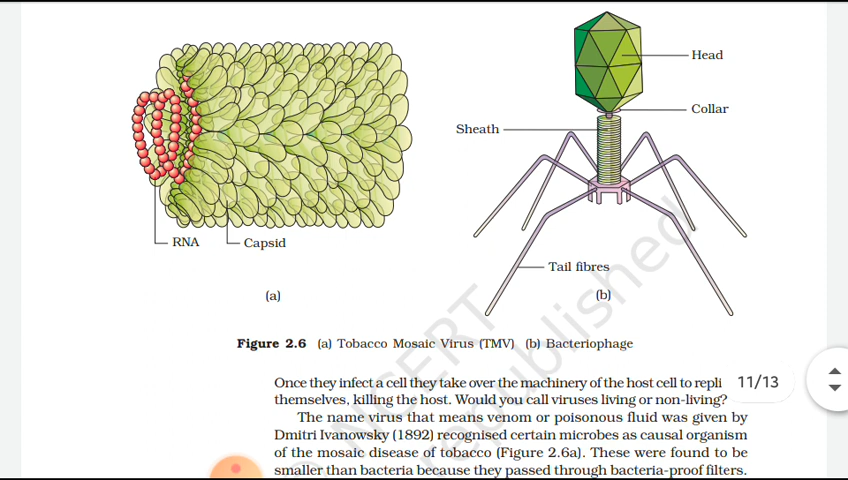 Head
Collar
Sheath
RNA
Capsid
Tail fibres
(a)
(b)
Figure 2.6 (a) Tobacco Mosaic Virus (TMV) (b) Bacteriophage
Once they infect a cell they take over the machinery of the host cell to repli
11/13
themselves, killing the host. Would you call viruses living or non-living?
The name virus that means venom or poisonous fluid was given by
Dmitri Ivanowsky (1892) recognised certain microbes as causal organism
of the mosaic disease of tobacco (Figure 2.6a). These were found to be
smaller than bacteria because they passed through bacteria-proof filters.
© NCERT
republished